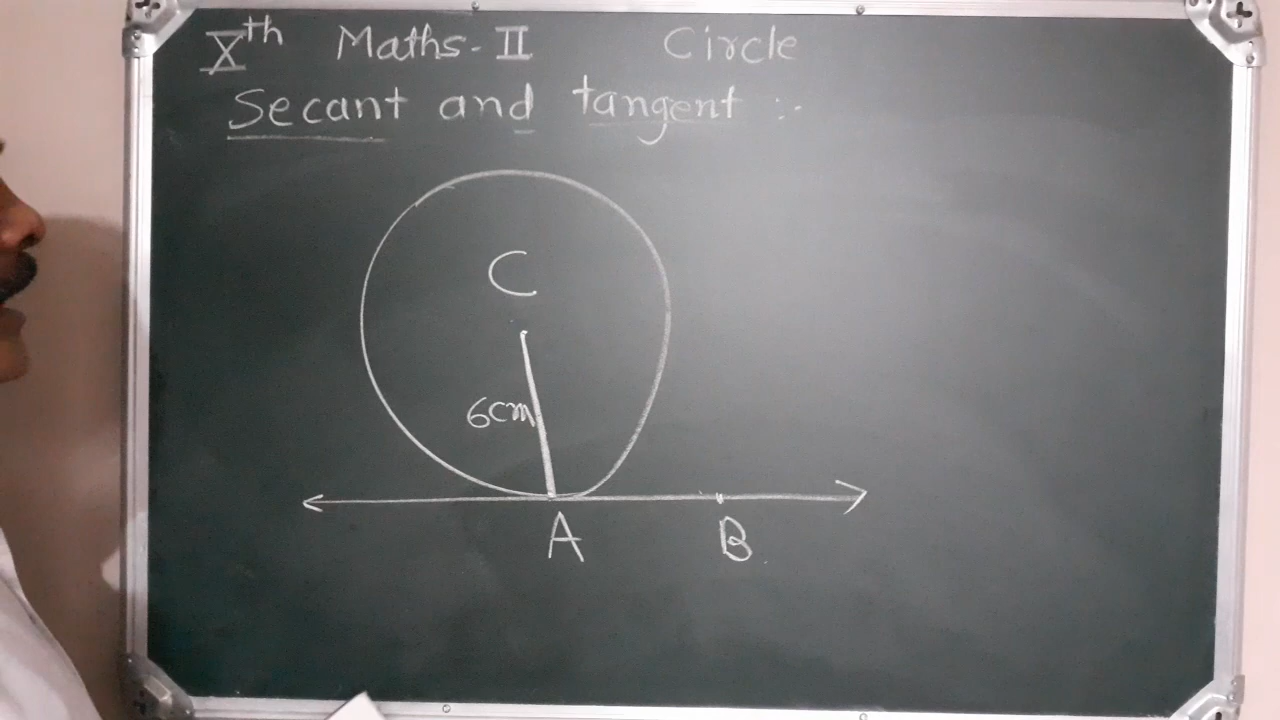 Xth Maths-II Circle
Secant and tangent :-
C
6cm
A B